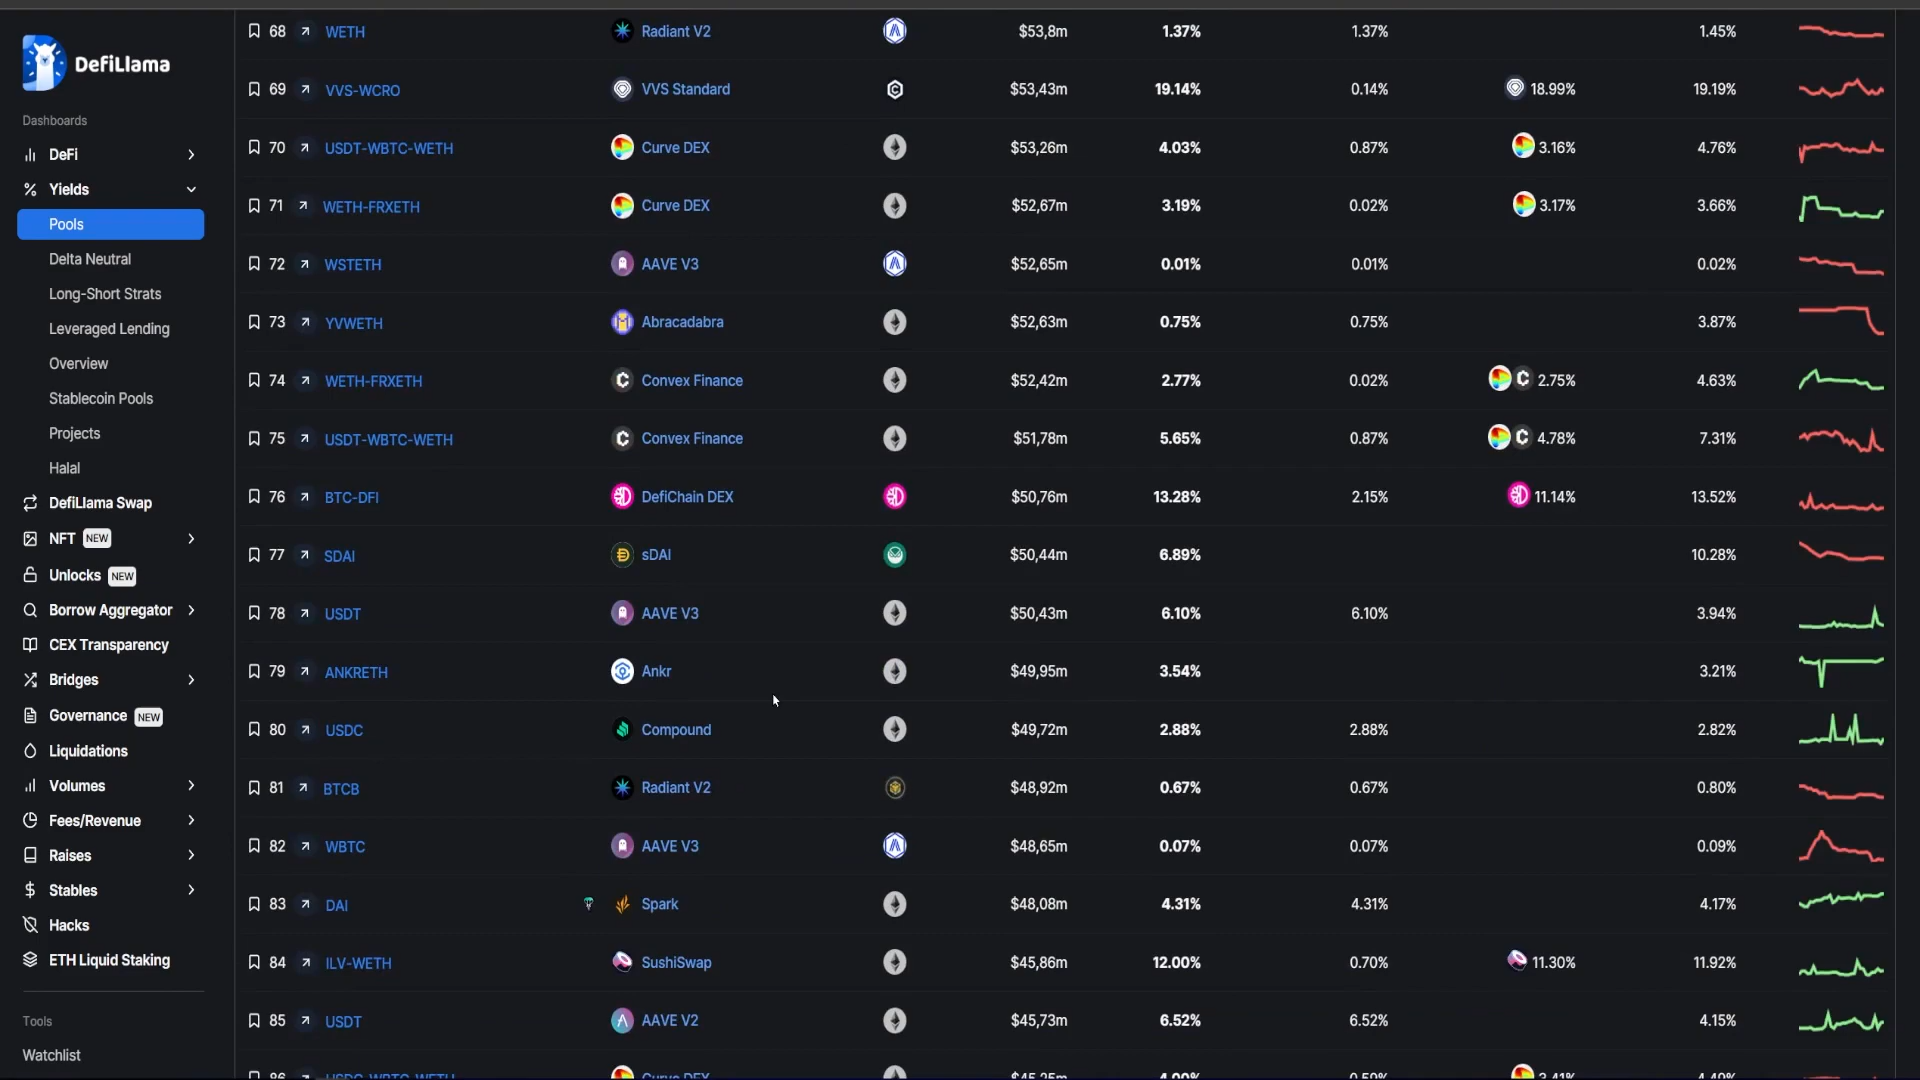 DefiLlama
Dashboards
DeFi
Yields
Pools
Delta Neutral
Long-Short Strats
Leveraged Lending
Overview
Stablecoin Pools
Projects
Halal
DefiLlama Swap
NFT NEW
Unlocks NEW
Borrow Aggregator
CEX Transparency
Bridges
Governance NEW
Liquidations
Volumes
Fees/Revenue
Raises
Stables
Hacks
ETH Liquid Staking
Tools
Watchlist
68 WETH Radiant V2 $53,8m 1.37% 1.37% 1.45%
69 VVS-WCRO VVS Standard $53,43m 19.14% 0.14% 18.99% 19.19%
70 USDT-WBTC-WETH Curve DEX $53,26m 4.03% 0.87% 3.16% 4.76%
71 WETH-FRXETH Curve DEX $52,67m 3.19% 0.02% 3.17% 3.66%
72 WSTETH AAVE V3 $52,65m 0.01% 0.01% 0.02%
73 YVWETH Abracadabra $52,63m 0.75% 0.75% 3.87%
74 WETH-FRXETH Convex Finance $52,42m 2.77% 0.02% 2.75% 4.63%
75 USDT-WBTC-WETH Convex Finance $51,78m 5.65% 0.87% 4.78% 7.31%
76 BTC-DFI DefiChain DEX $50,76m 13.28% 2.15% 11.14% 13.52%
77 SDAI sDAI $50,44m 6.89% 10.28%
78 USDT AAVE V3 $50,43m 6.10% 6.10% 3.94%
79 ANKRETH Ankr $49,95m 3.54% 3.21%
80 USDC Compound $49,72m 2.88% 2.88% 2.82%
81 BTCB Radiant V2 $48,92m 0.67% 0.67% 0.80%
82 WBTC AAVE V3 $48,65m 0.07% 0.07% 0.09%
83 DAI Spark $48,08m 4.31% 4.31% 4.17%
84 ILV-WETH SushiSwap $45,86m 12.00% 0.70% 11.30% 11.92%
85 USDT AAVE V2 $45,73m 6.52% 6.52% 4.15%